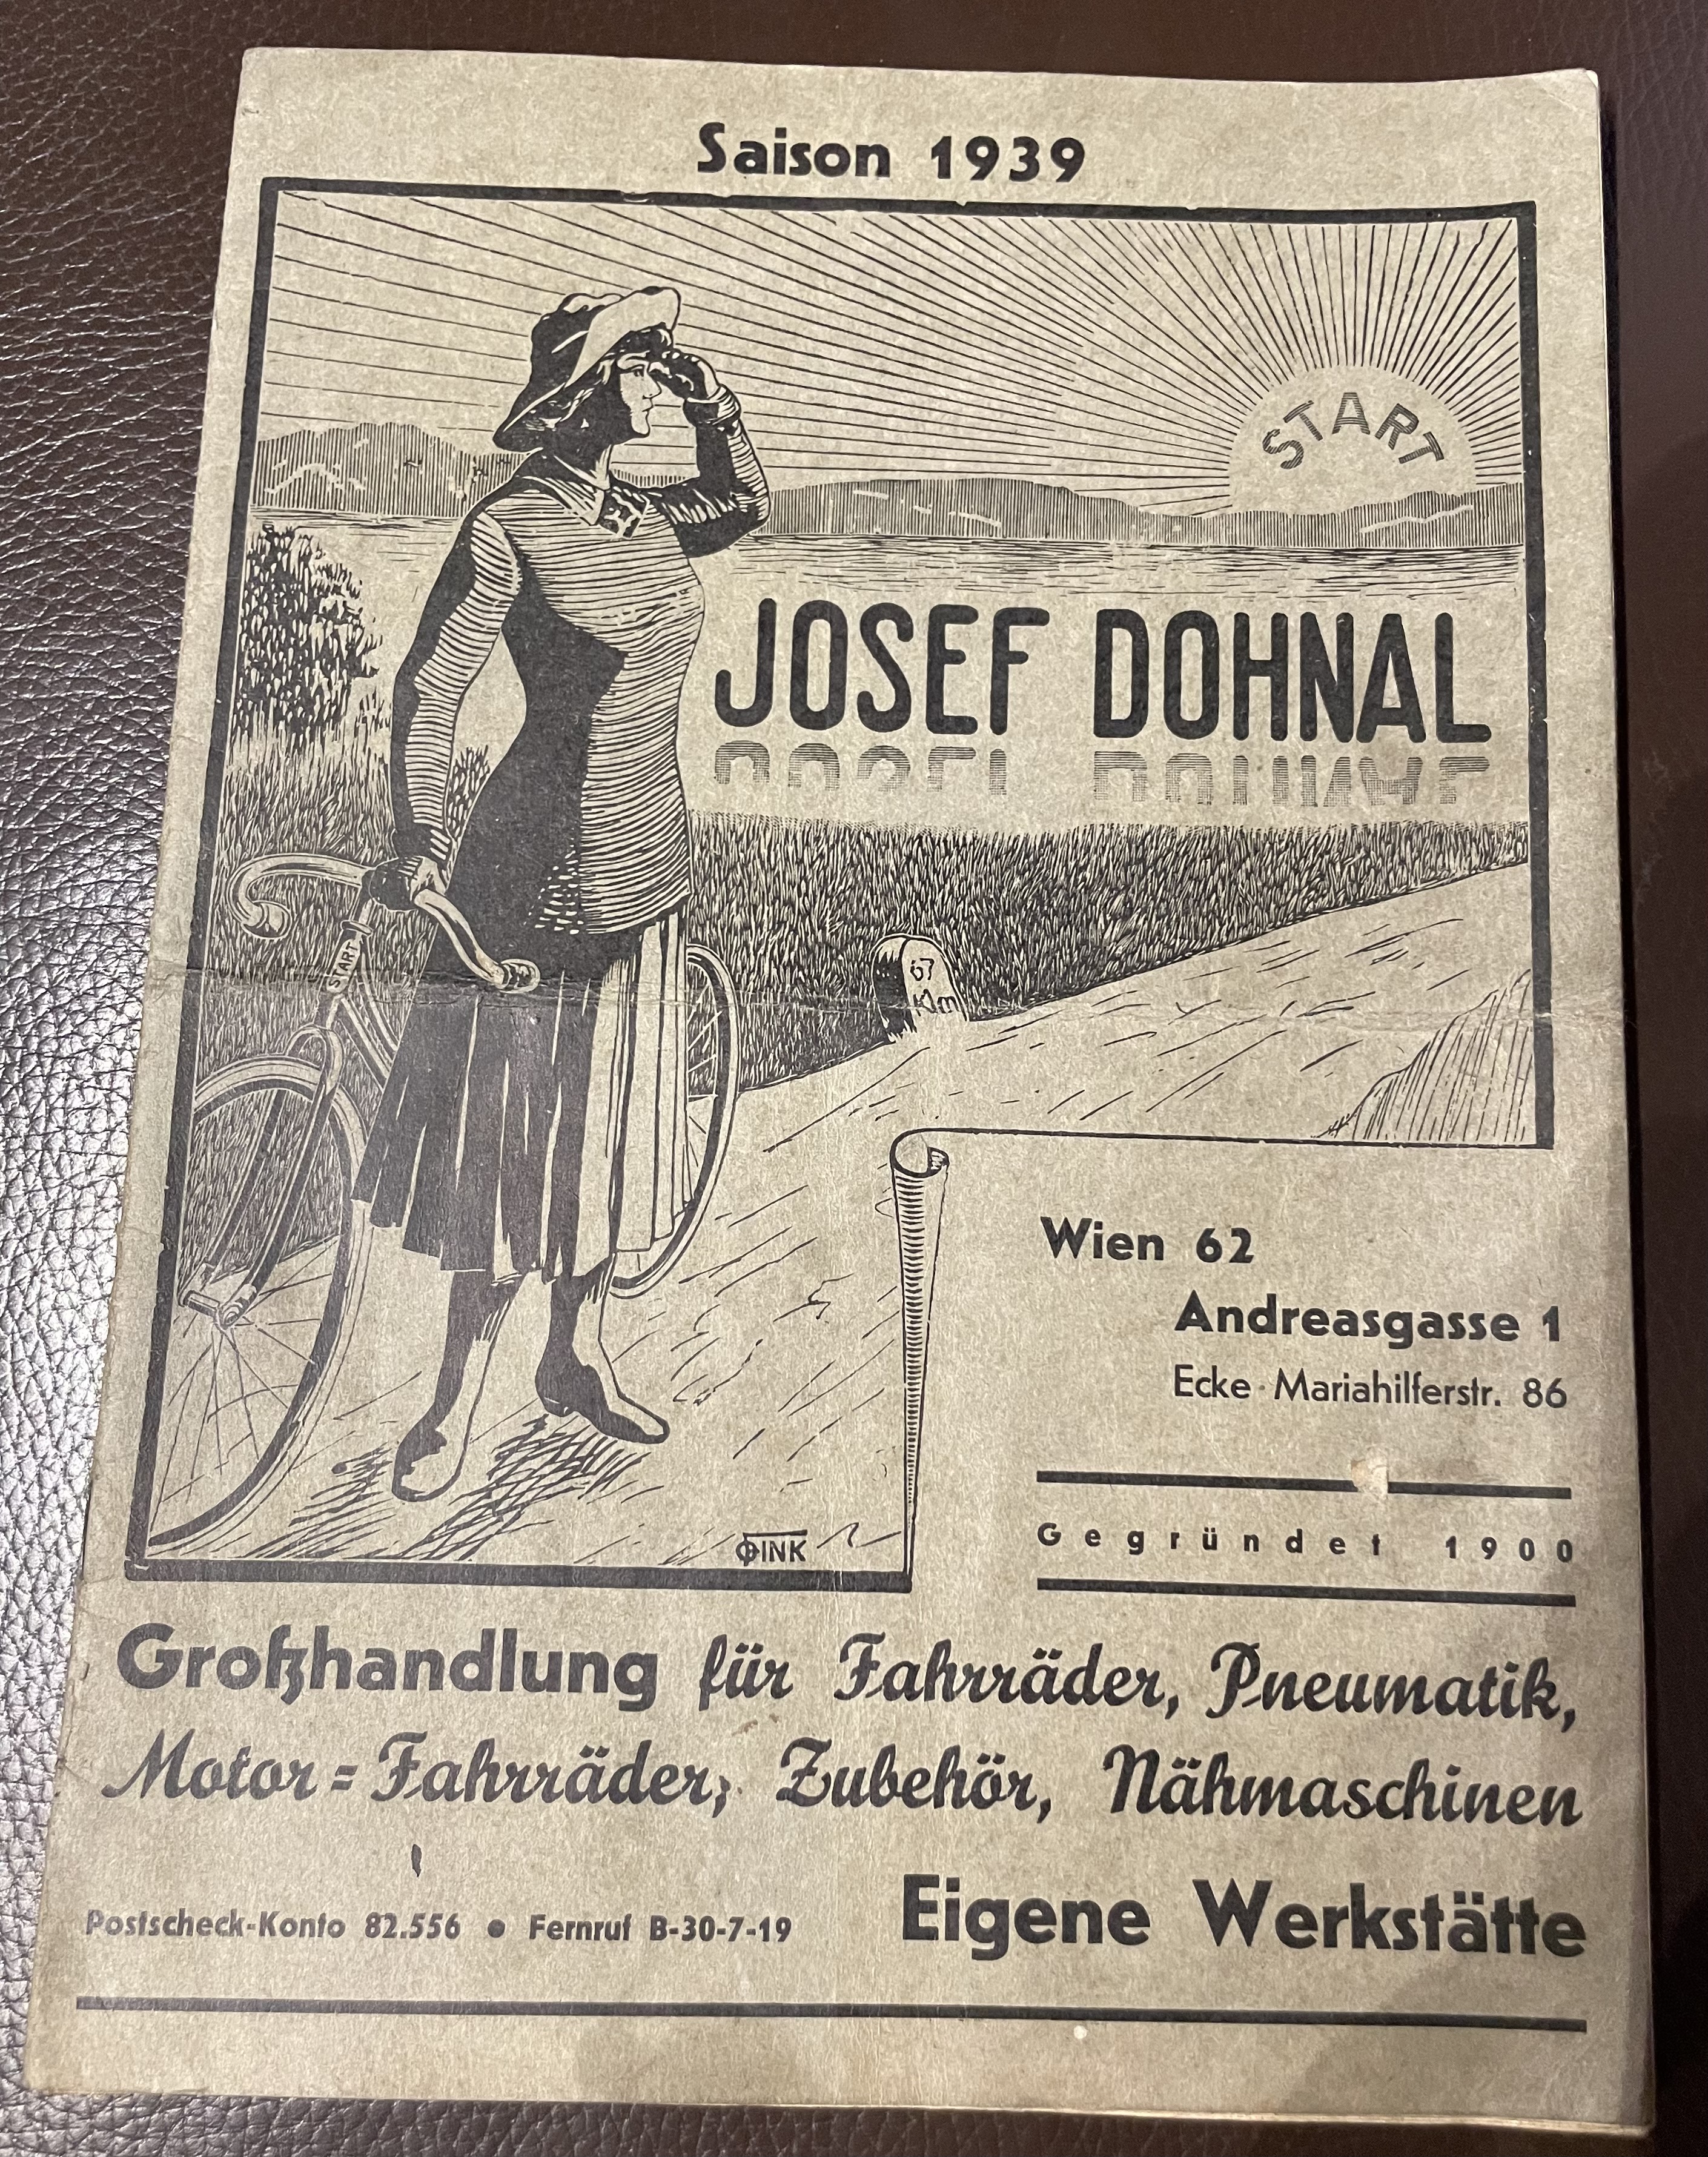 Saison 1939
START
JOSEF DOHNAL
START
67
Km
Wien 62
Andreasgasse 1
Ecke Mariahilferstr. 86
Gegründet 1900
Großhandlung für Fahrräder, Pneumatik,
Motor=Fahrräder, Zubehör, Nähmaschinen
Postscheck-Konto 82.556 • Fernruf B-30-7-19
Eigene Werkstätte